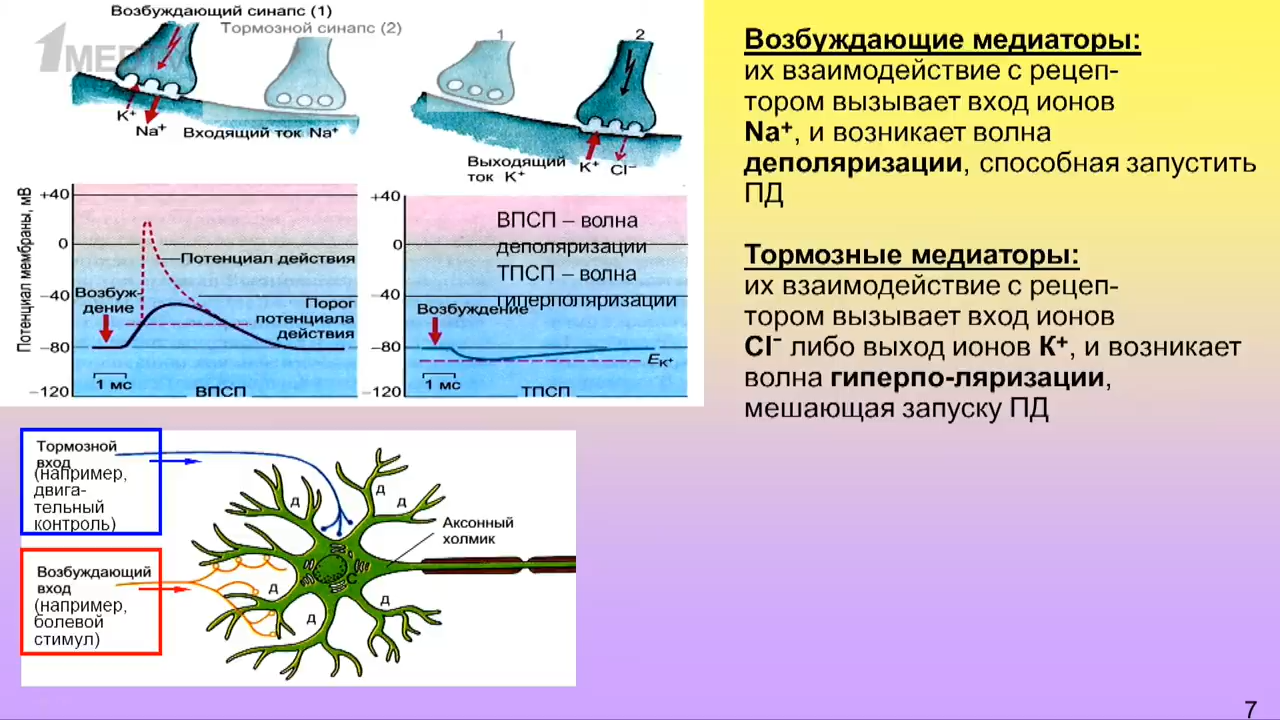 Возбуждающий синапс (1)
Тормозной синапс (2)
1МЕД
K⁺
Na⁺
Входящий ток Na⁺
1
2
Выходящий
ток K⁺
K⁺
Cl⁻
Потенциал мембраны, мВ
+40
0
−40
−80
−120
Потенциал действия
Возбуж-
дение
Порог
потенциала
действия
1 мс
ВПСП
+40
0
−40
−80
−120
ВПСП – волна
деполяризации
ТПСП – волна
гиперполяризации
Возбуждение
Eк⁺
1 мс
ТПСП
Возбуждающие медиаторы:
их взаимодействие с рецеп-
тором вызывает вход ионов
Na⁺, и возникает волна
деполяризации, способная запустить
ПД
Тормозные медиаторы:
их взаимодействие с рецеп-
тором вызывает вход ионов
Cl⁻ либо выход ионов К⁺, и возникает
волна гиперпо-ляризации,
мешающая запуску ПД
Тормозной
вход
(например,
двига-
тельный
контроль)
Возбуждающий
вход
(например,
болевой
стимул)
д
д
д
д
д
д
С
Аксонный
холмик
7